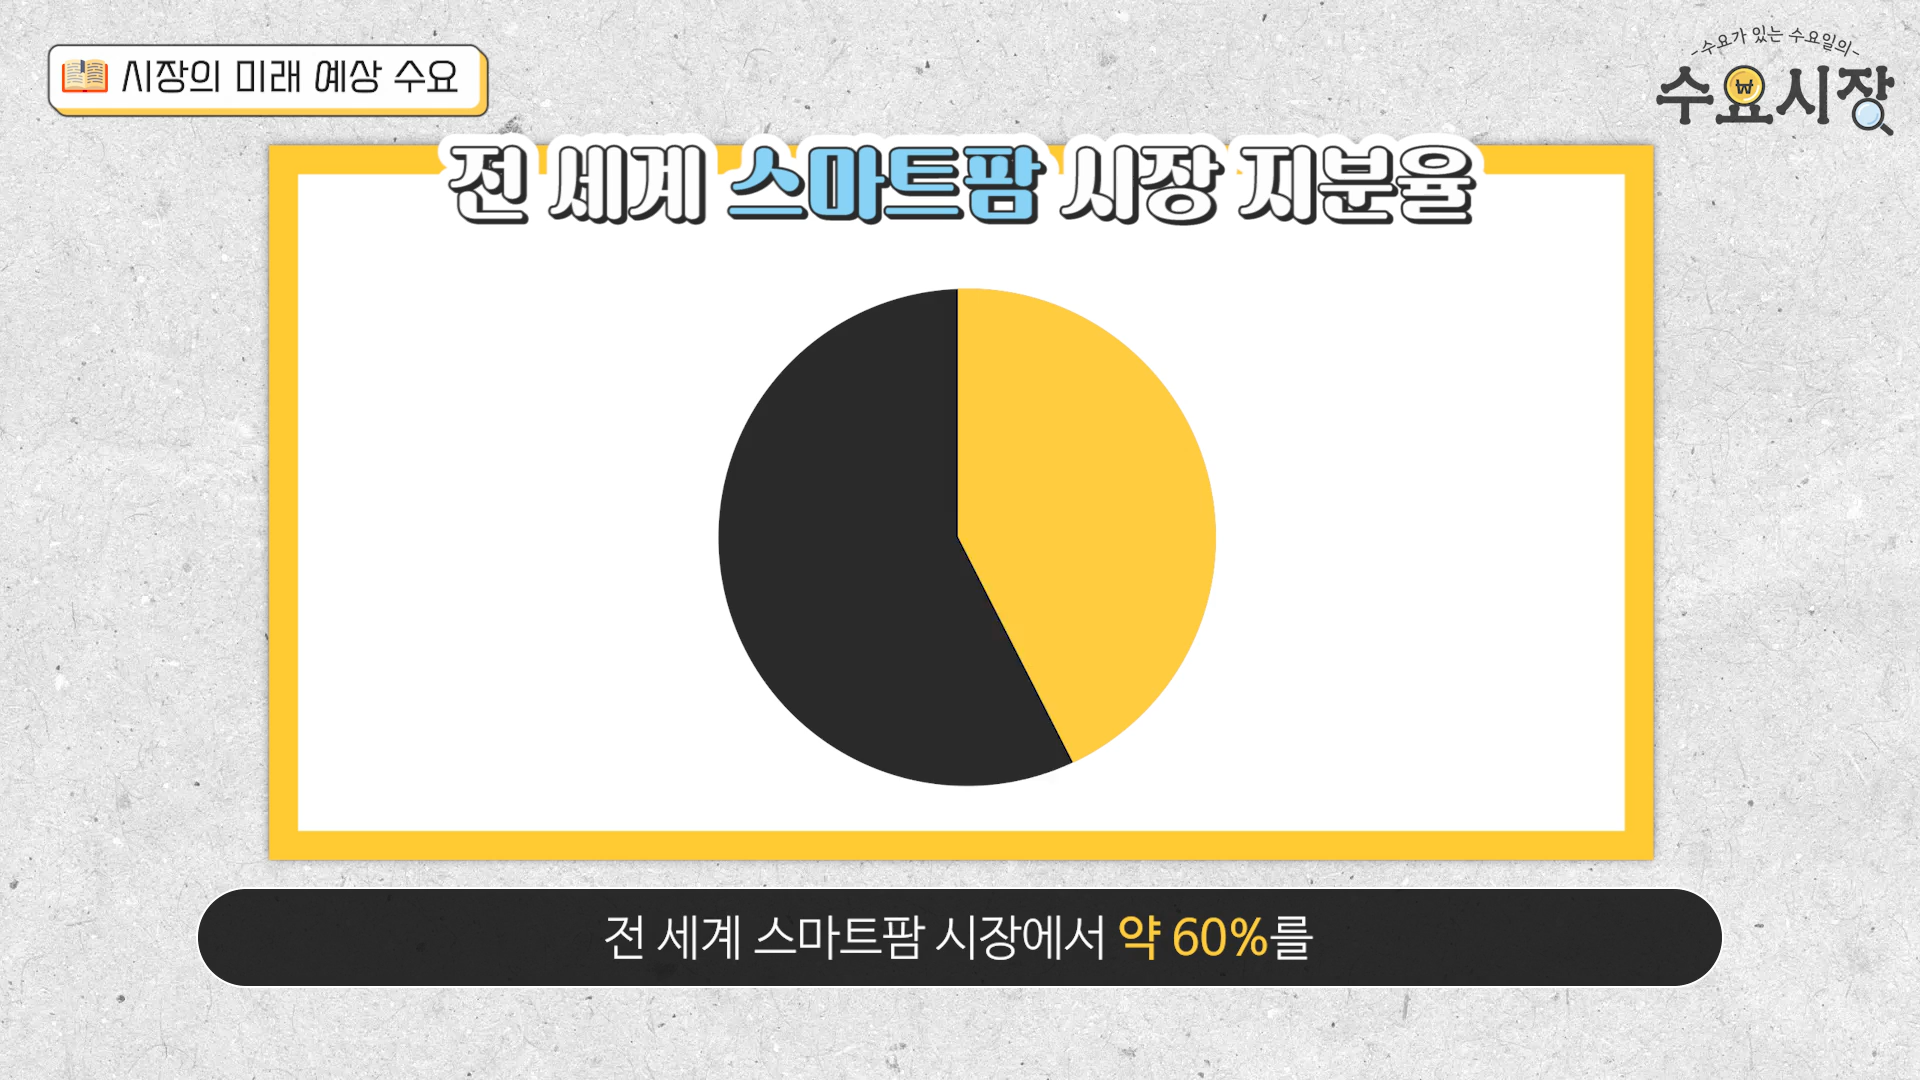 시장의 미래 예상 수요
-수요가 있는 수요일의-
수요시장
전 세계 스마트팜 시장 지분율
전 세계 스마트팜 시장에서 약 60%를